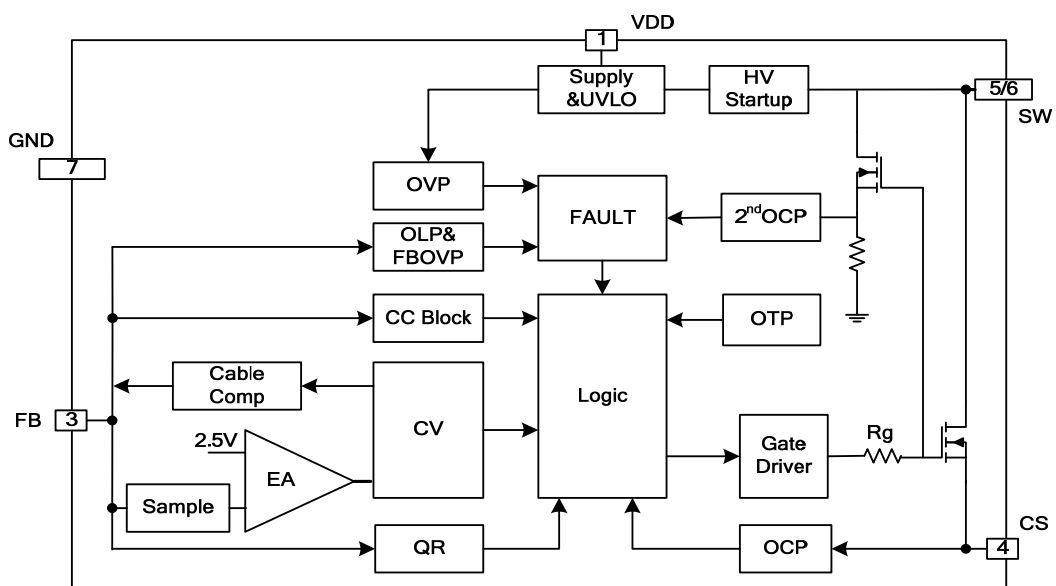 VDD
1
Supply
&UVLO
HV
Startup
5/6
SW
GND
7
OVP
FAULT
2ndOCP
OLP&
FBOVP
CC Block
OTP
Cable
Comp
Logic
FB
3
CV
2.5V
EA
Gate
Driver
Rg
Sample
QR
OCP
CS
4